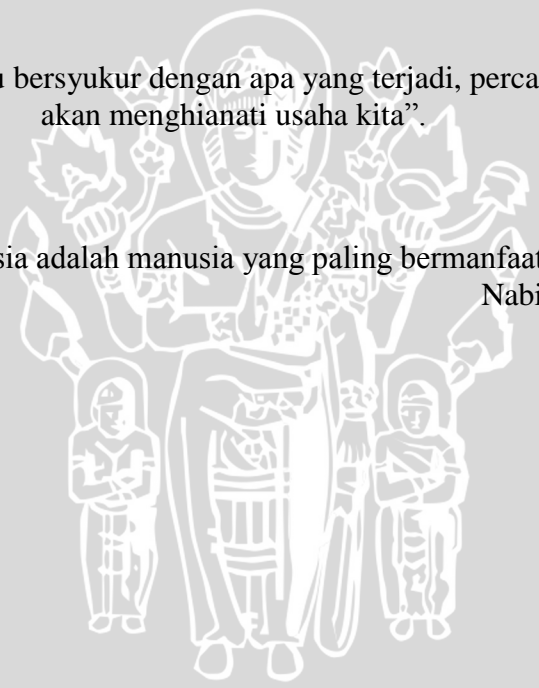 bersyukur dengan apa yang terjadi, perca
akan menghianati usaha kita”.
sia adalah manusia yang paling bermanfaat
Nabi